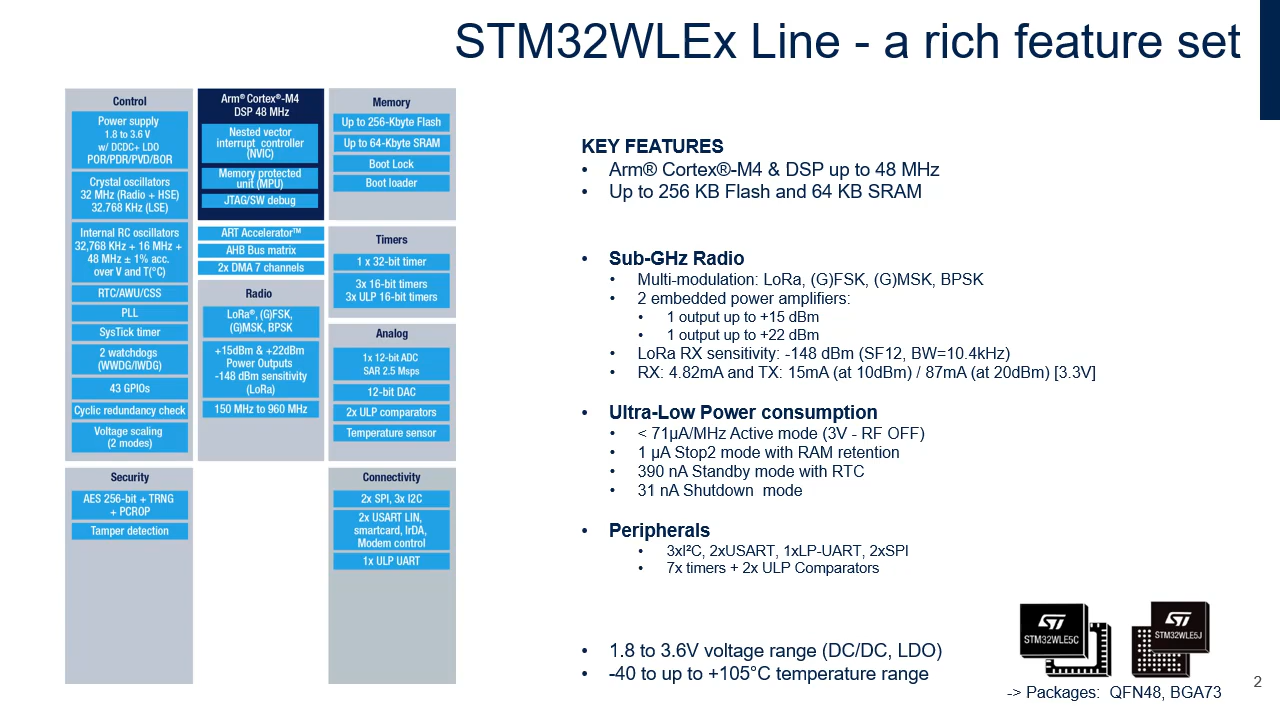 STM32WLEx Line - a rich feature set
Control
Power supply
1.8 to 3.6 V
w/ DCDC+ LDO
POR/PDR/PVD/BOR
Crystal oscillators
32 MHz (Radio + HSE)
32.768 KHz (LSE)
Internal RC oscillators
32,768 KHz + 16 MHz +
48 MHz ± 1% acc.
over V and T(°C)
RTC/AWU/CSS
PLL
SysTick timer
2 watchdogs
(WWDG/IWDG)
43 GPIOs
Cyclic redundancy check
Voltage scaling
(2 modes)
Security
AES 256-bit + TRNG
+ PCROP
Tamper detection
Arm® Cortex®-M4
DSP 48 MHz
Nested vector
interrupt controller
(NVIC)
Memory protected
unit (MPU)
JTAG/SW debug
ART Accelerator™
AHB Bus matrix
2x DMA 7 channels
Radio
LoRa®, (G)FSK,
(G)MSK, BPSK
+15dBm & +22dBm
Power Outputs
-148 dBm sensitivity
(LoRa)
150 MHz to 960 MHz
Memory
Up to 256-Kbyte Flash
Up to 64-Kbyte SRAM
Boot Lock
Boot loader
Timers
1 x 32-bit timer
3x 16-bit timers
3x ULP 16-bit timers
Analog
1x 12-bit ADC
SAR 2.5 Msps
12-bit DAC
2x ULP comparators
Temperature sensor
Connectivity
2x SPI, 3x I2C
2x USART LIN,
smartcard, IrDA,
Modem control
1x ULP UART
KEY FEATURES
• Arm® Cortex®-M4 & DSP up to 48 MHz
• Up to 256 KB Flash and 64 KB SRAM
• Sub-GHz Radio
• Multi-modulation: LoRa, (G)FSK, (G)MSK, BPSK
• 2 embedded power amplifiers:
• 1 output up to +15 dBm
• 1 output up to +22 dBm
• LoRa RX sensitivity: -148 dBm (SF12, BW=10.4kHz)
• RX: 4.82mA and TX: 15mA (at 10dBm) / 87mA (at 20dBm) [3.3V]
• Ultra-Low Power consumption
• < 71µA/MHz Active mode (3V - RF OFF)
• 1 µA Stop2 mode with RAM retention
• 390 nA Standby mode with RTC
• 31 nA Shutdown mode
• Peripherals
• 3xI²C, 2xUSART, 1xLP-UART, 2xSPI
• 7x timers + 2x ULP Comparators
• 1.8 to 3.6V voltage range (DC/DC, LDO)
• -40 to up to +105°C temperature range
ST
STM32WLE5C
ST
STM32WLE5J
-> Packages: QFN48, BGA73
2